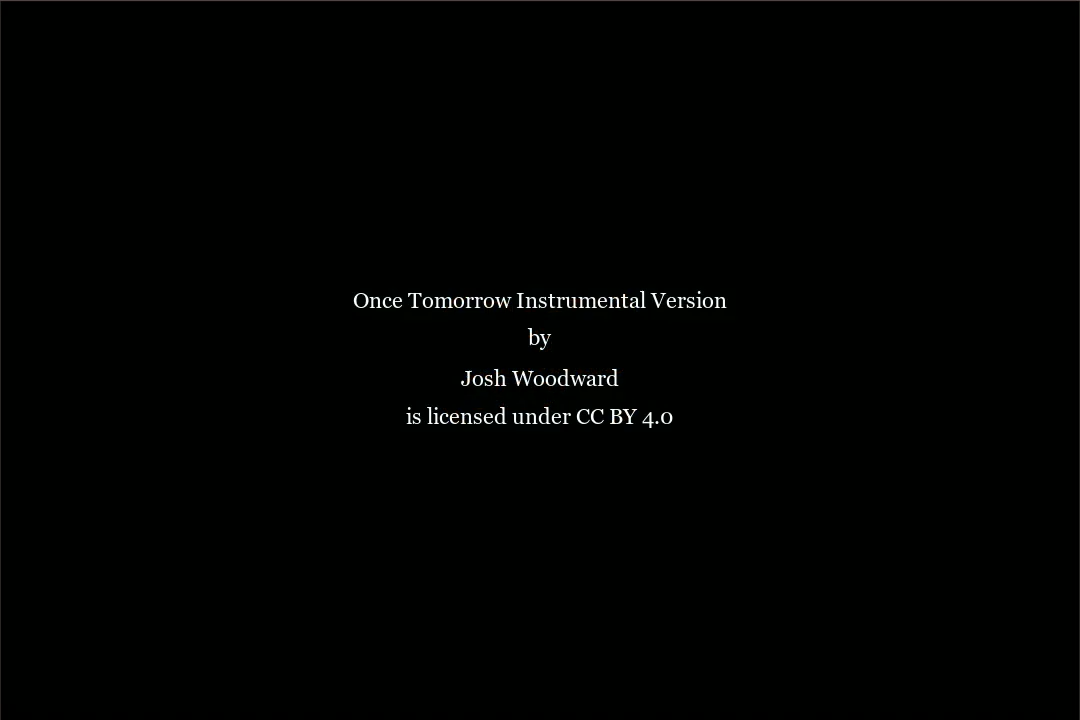 Once Tomorrow Instrumental Version
by
Josh Woodward
is licensed under CC BY 4.0